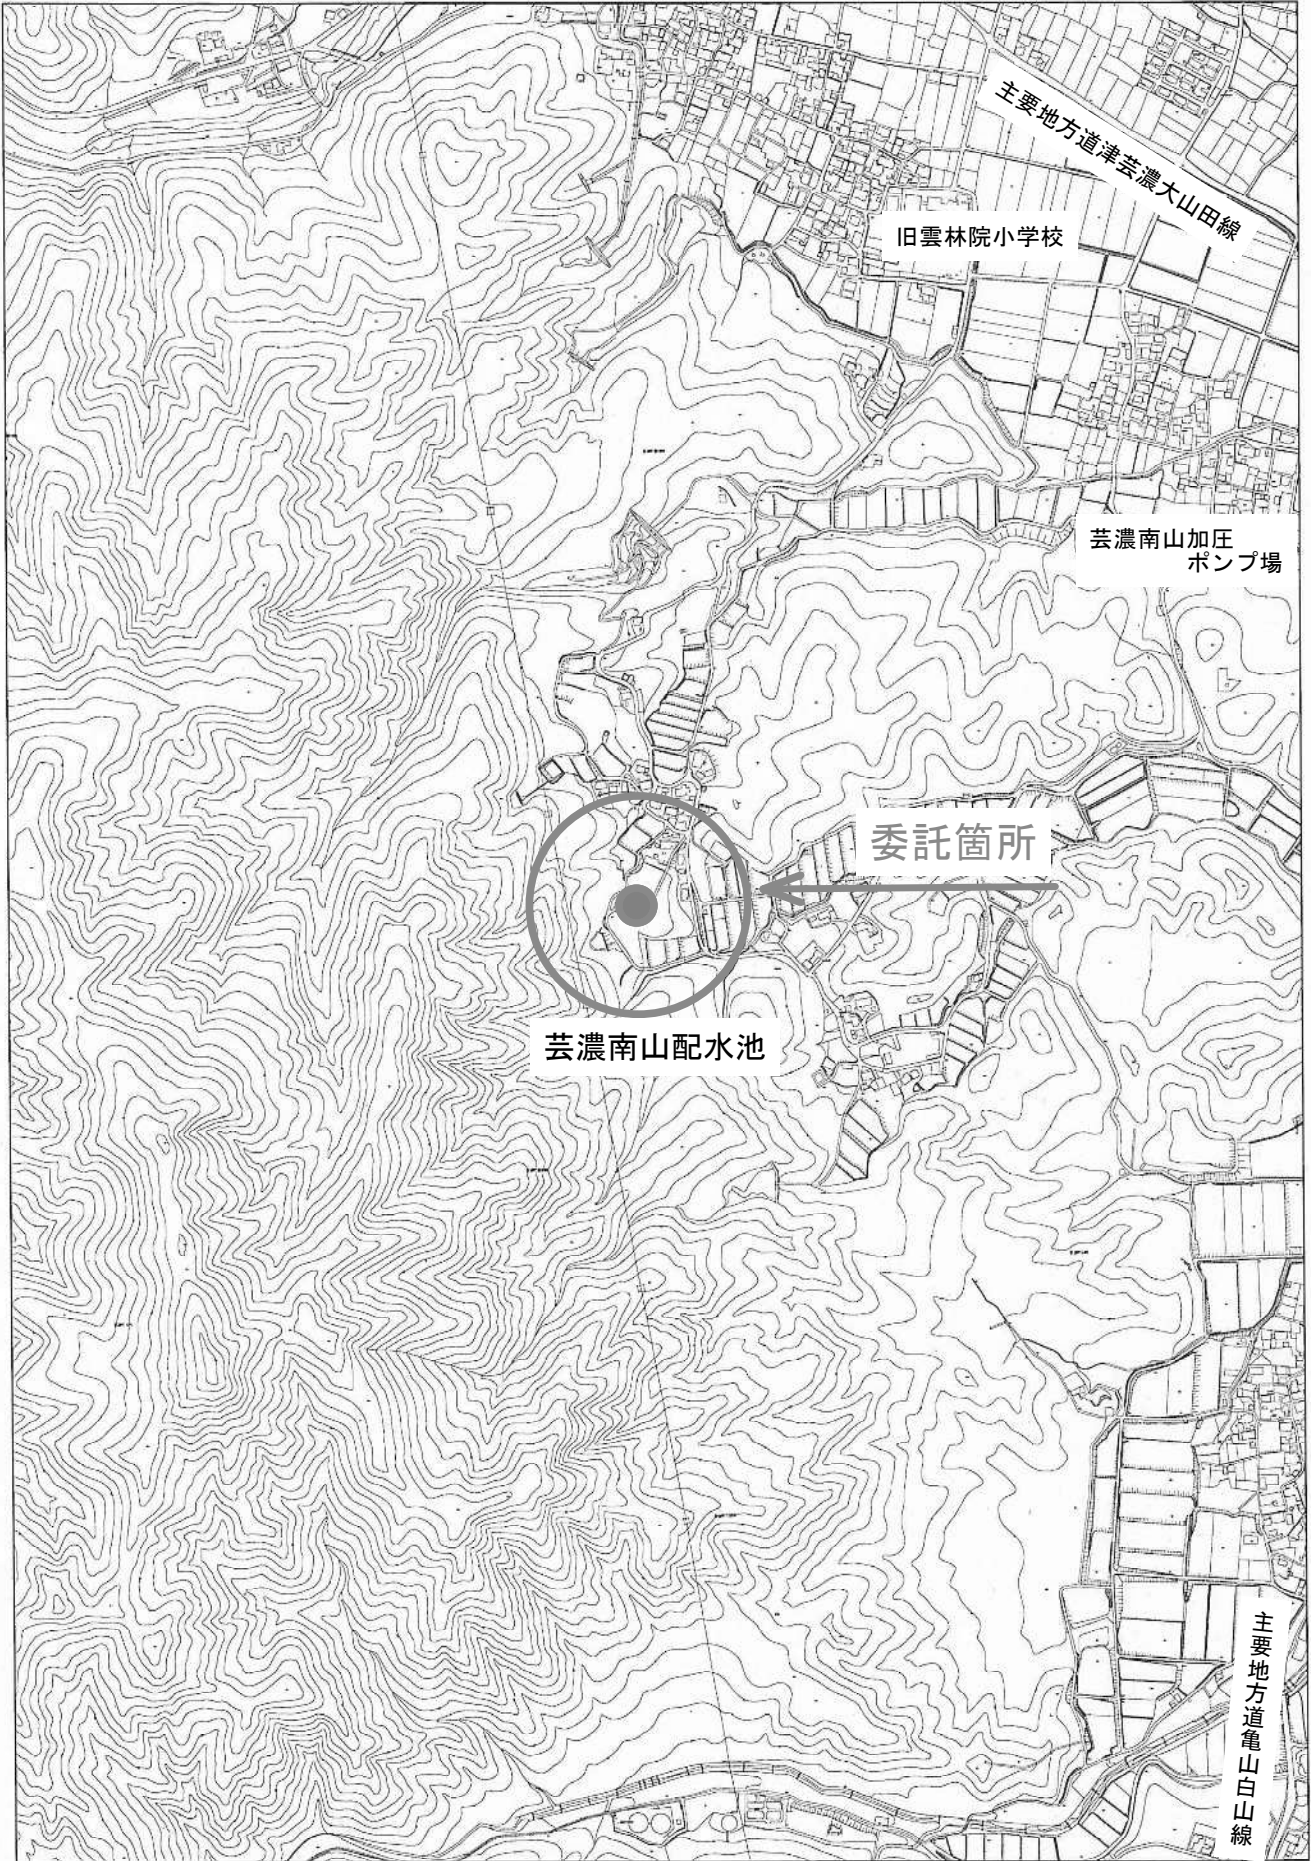 主要地方道津芸濃大山田線
旧雲林院小学校
芸濃南山加圧
ポンプ場
委託箇所
芸濃南山配水池
主要地方道亀山白山線